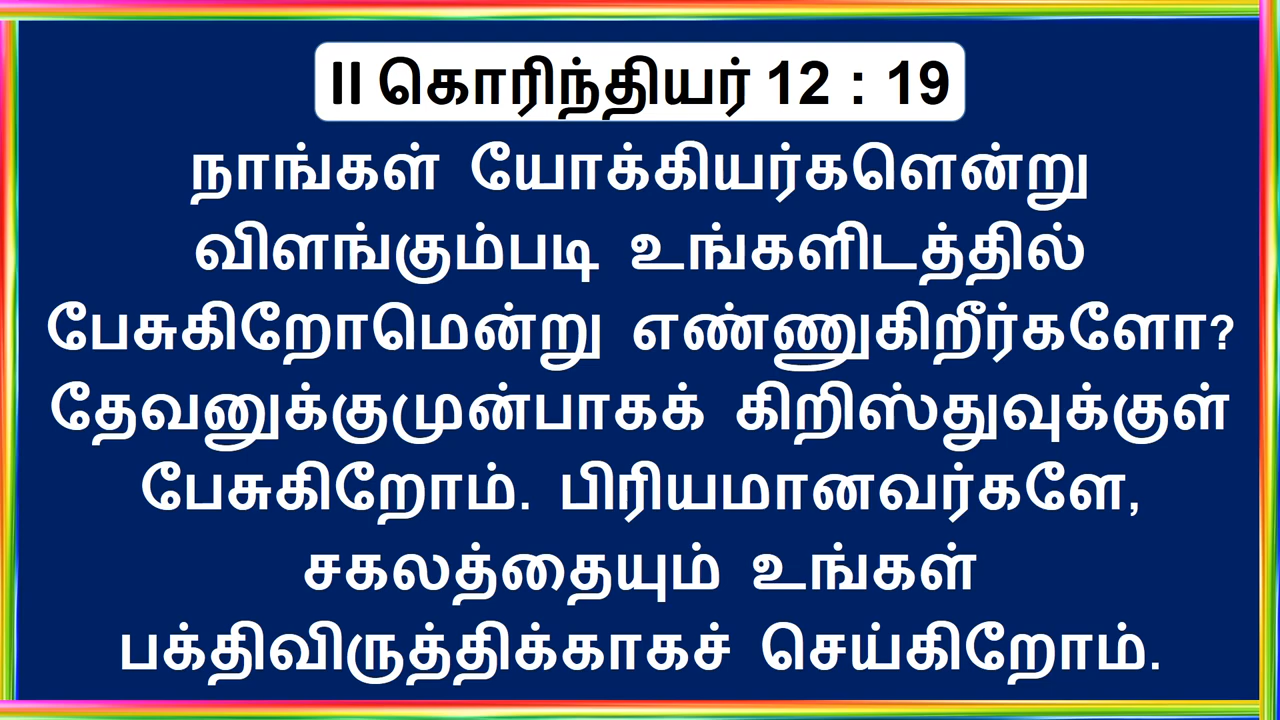 II கொரிந்தியர் 12 : 19
நாங்கள் யோக்கியர்களென்று
விளங்கும்படி உங்களிடத்தில்
பேசுகிறோமென்று எண்ணுகிறீர்களோ?
தேவனுக்குமுன்பாகக் கிறிஸ்துவுக்குள்
பேசுகிறோம். பிரியமானவர்களே,
சகலத்தையும் உங்கள்
பக்திவிருத்திக்காகச் செய்கிறோம்.